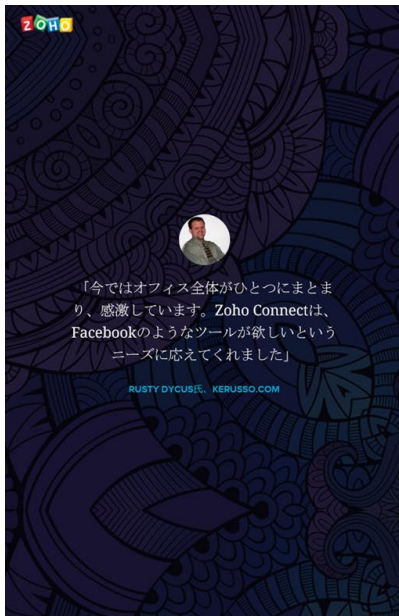 ZOHO
「今ではオフィス全体がひとつにまとま
り、感激しています。Zoho Connectは、
Facebookのようなツールが欲しいという
ニーズに応えてくれました」
RUSTY DYCUS氏、KERUSSO.COM